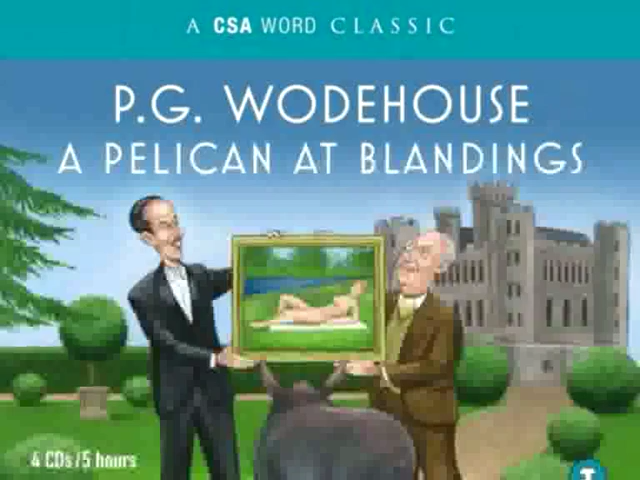 A CSA WORD CLASSIC
P.G. WODEHOUSE
A PELICAN AT BLANDINGS
4 CDs/5 hours